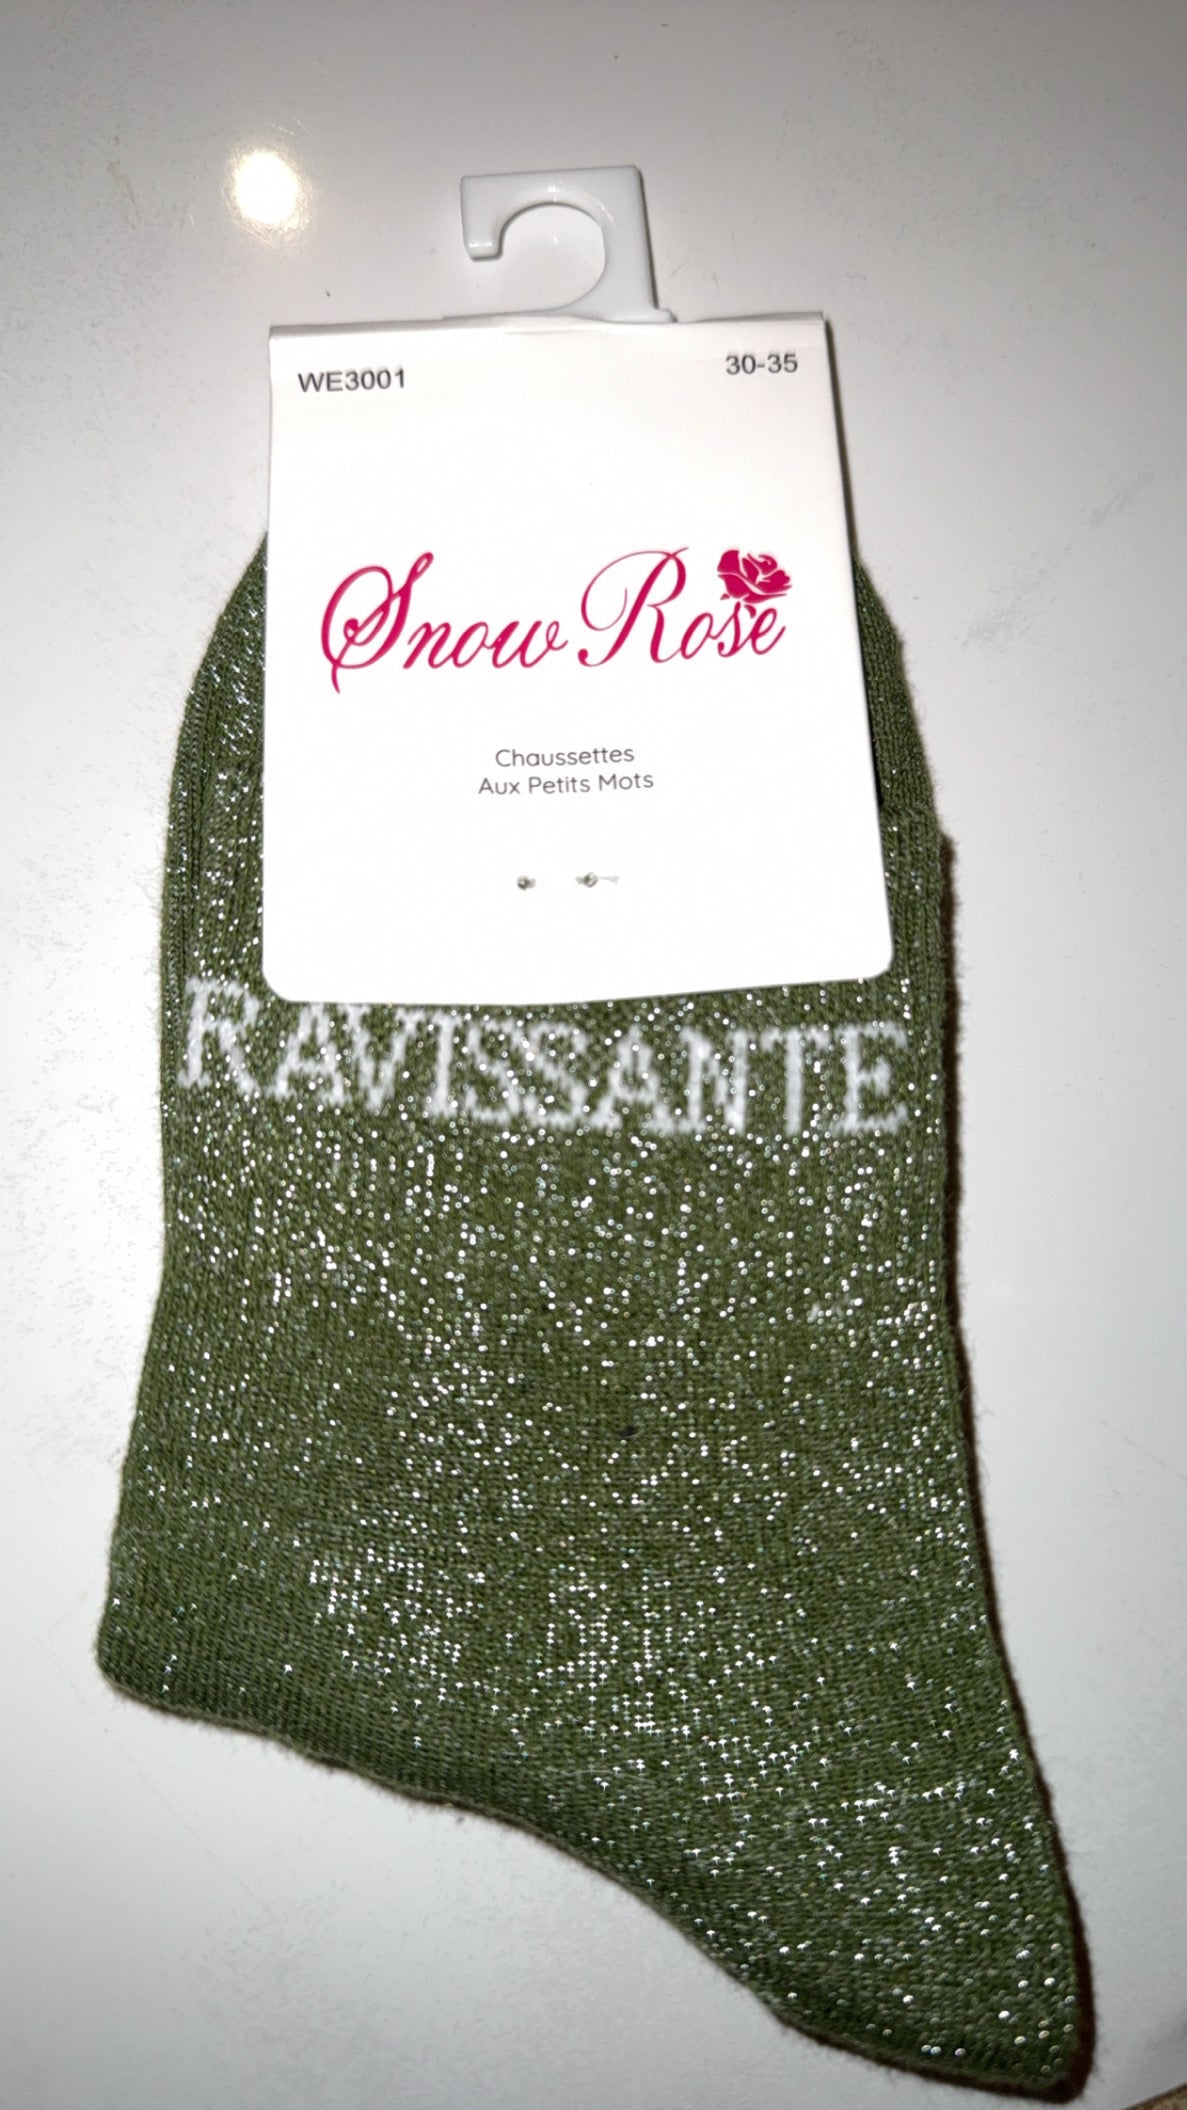 WE3001 30-35
Snow Rose
Chaussettes
Aux Petits Mots
RAVISSANTE